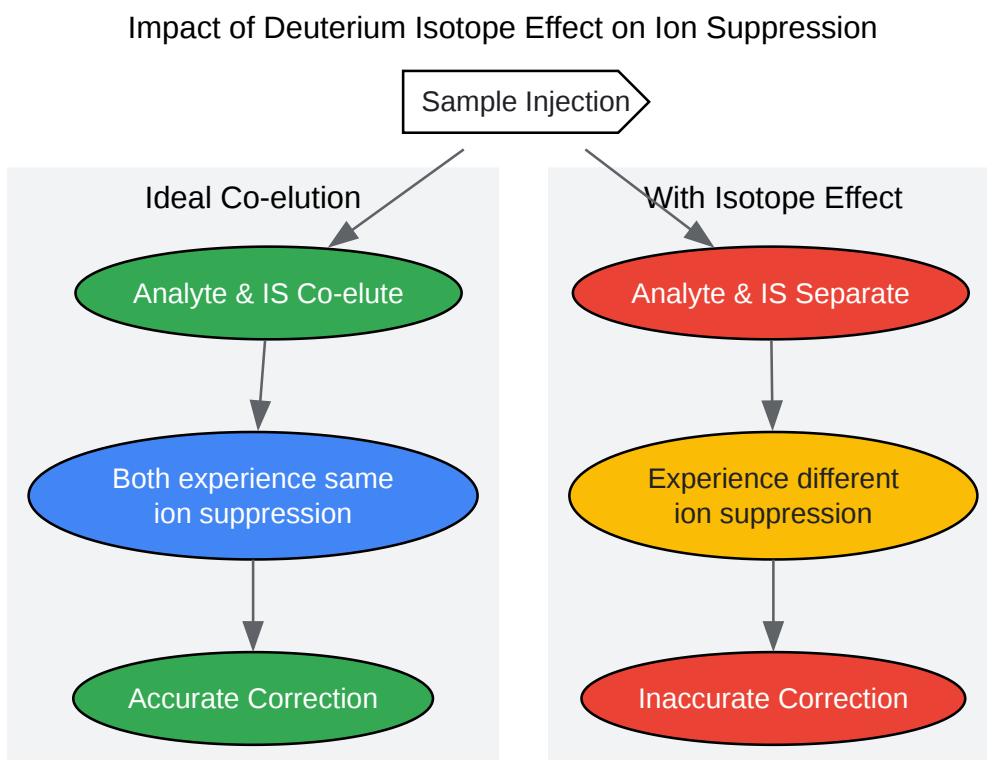 Impact of Deuterium Isotope Effect on Ion Suppression
Sample Injection
Ideal Co-elution
Analyte & IS Co-elute
Both experience same
ion suppression
Accurate Correction
With Isotope Effect
Analyte & IS Separate
Experience different
ion suppression
Inaccurate Correction